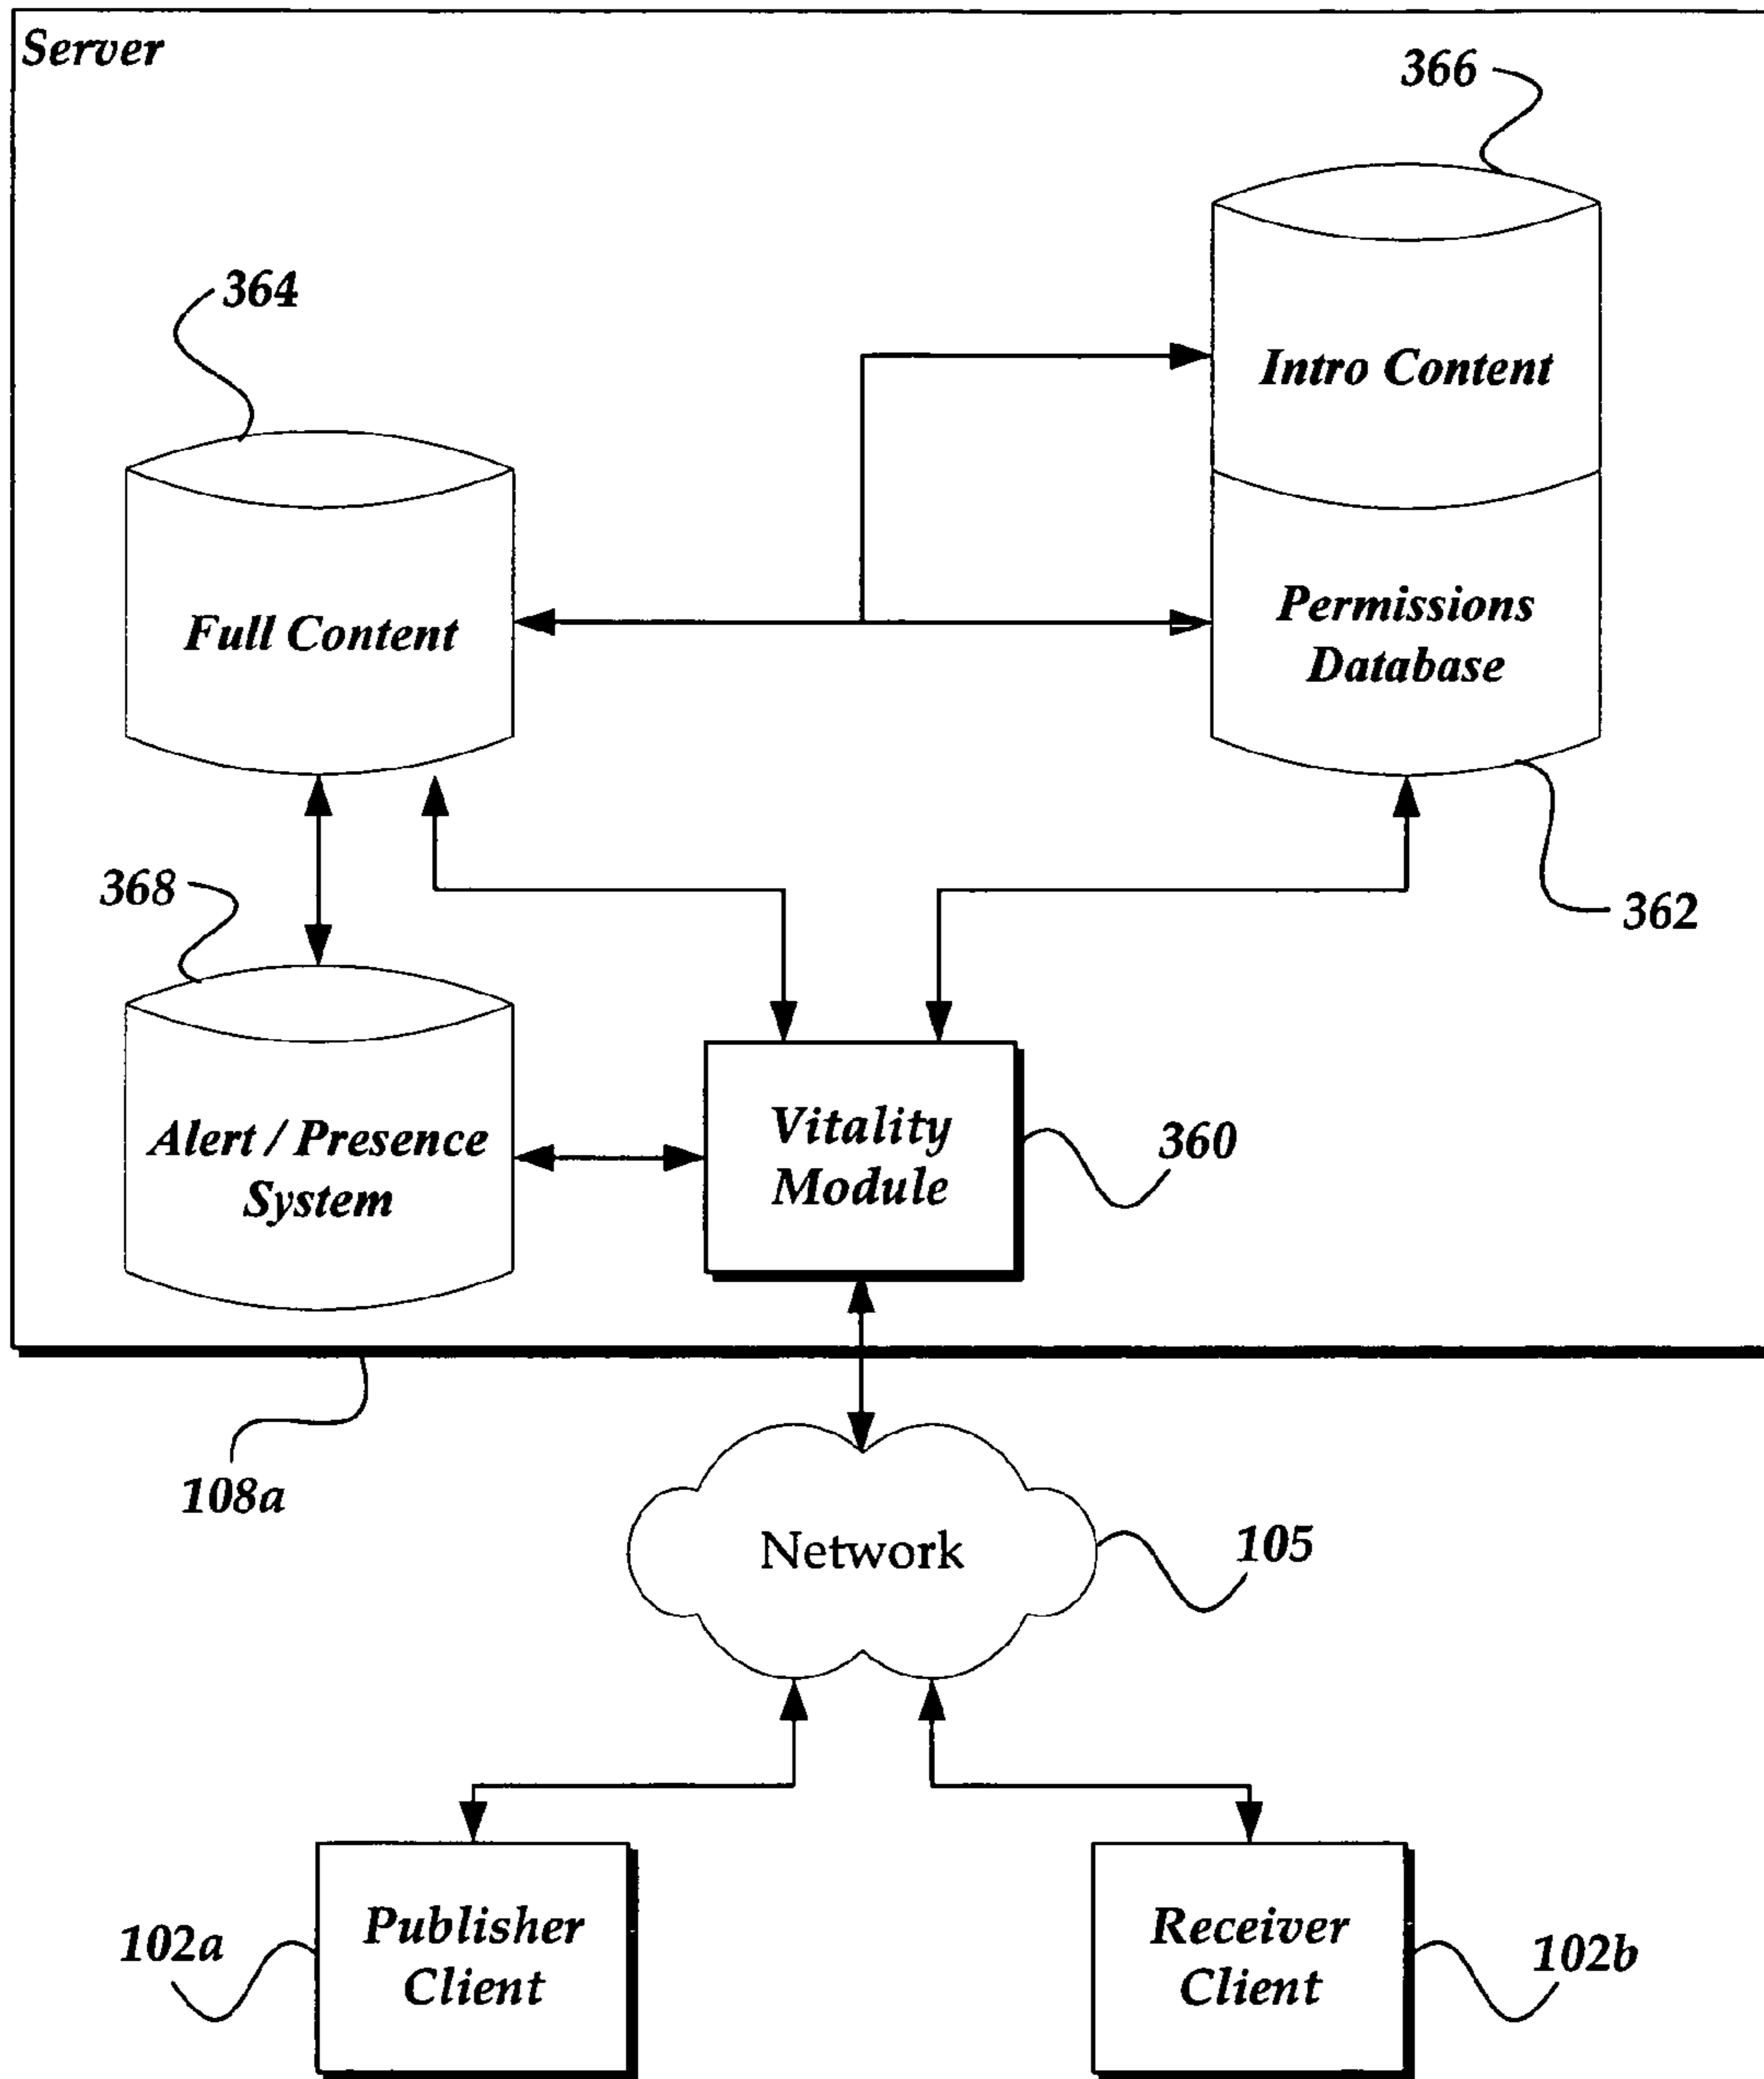 Server
366
364
Intro Content
Full Content
Permissions
Database
368
362
Alert / Presence
System
Vitality
Module
360
108a
Network
105
102a
Publisher
Client
Receiver
Client
102b